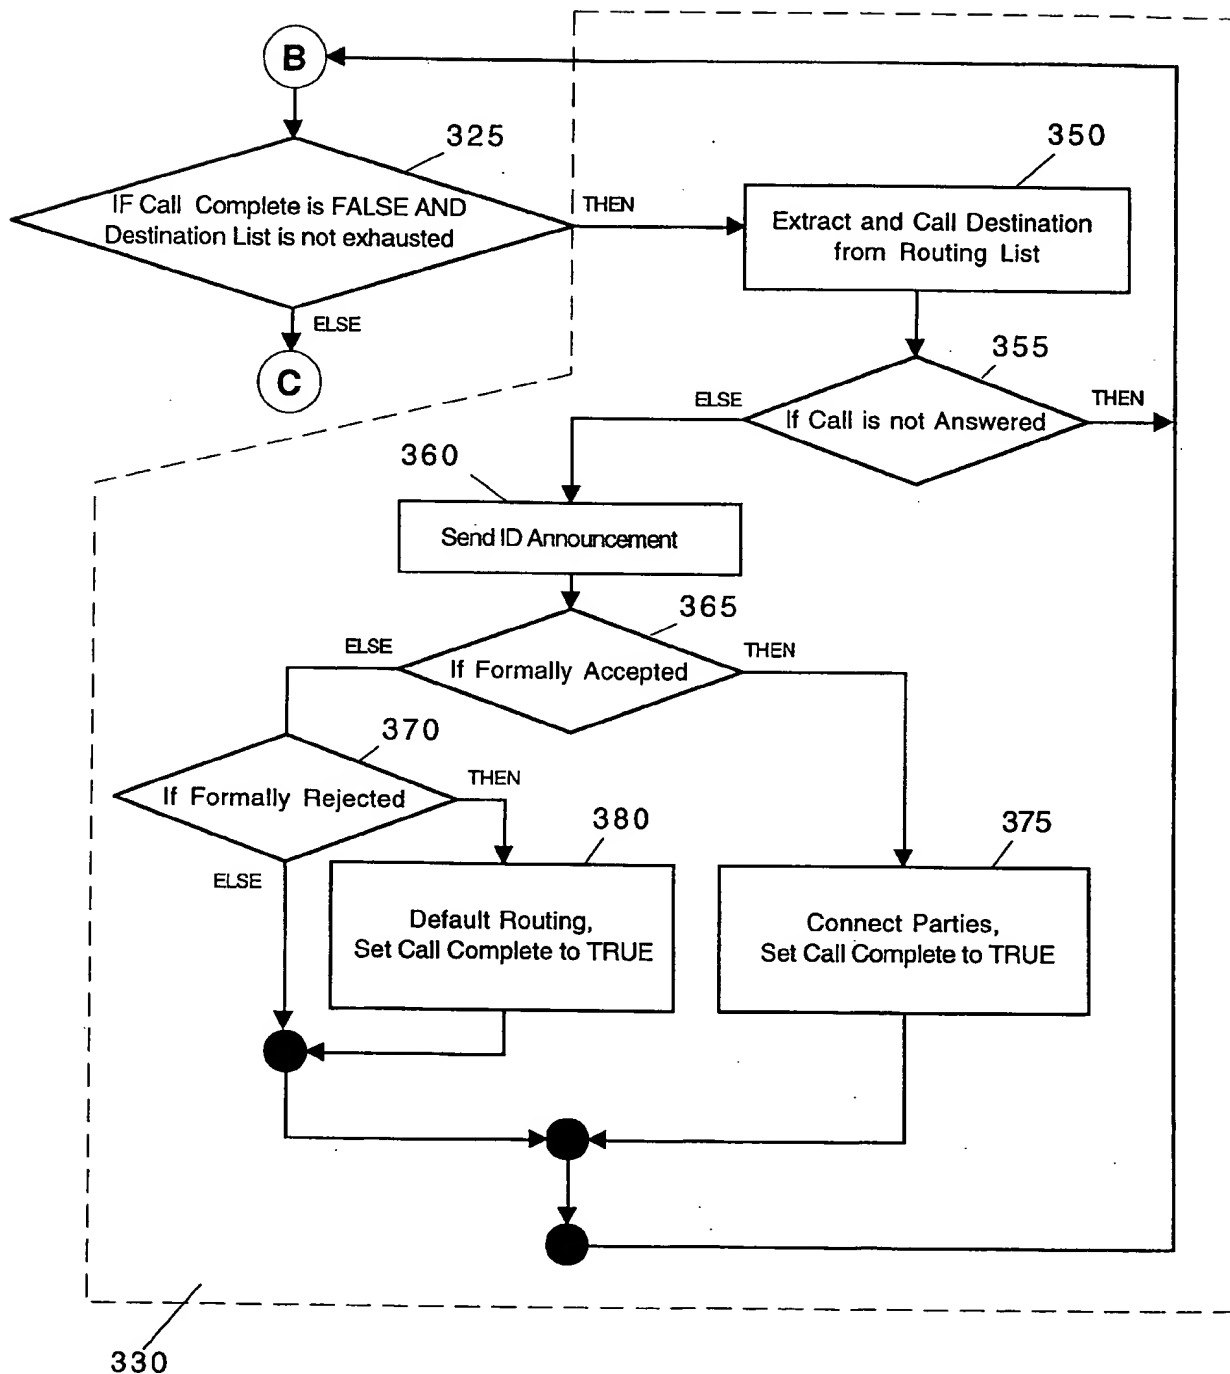 B
325
350
IF Call Complete is FALSE AND
Destination List is not exhausted
THEN
Extract and Call Destination
from Routing List
ELSE
C
355
ELSE
If Call is not Answered
THEN
360
Send ID Announcement
365
ELSE
If Formally Accepted
THEN
370
If Formally Rejected
THEN
380
375
ELSE
Default Routing,
Set Call Complete to TRUE
Connect Parties,
Set Call Complete to TRUE
330